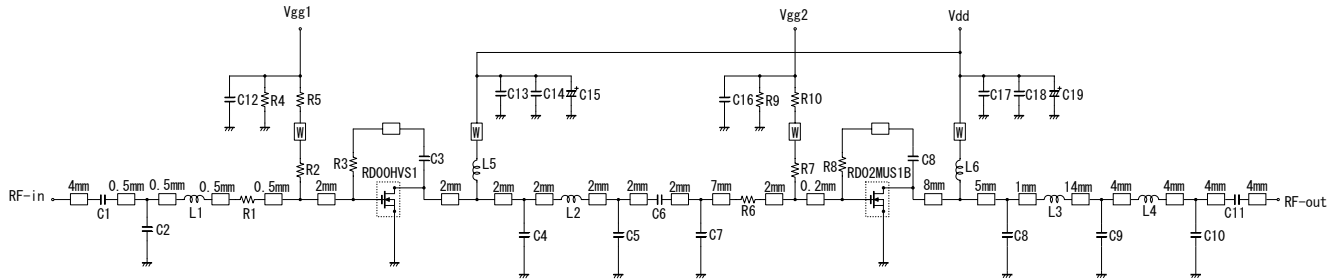 Vgg1
Vgg2
Vdd
C12
R4
R5
C13
C14
C15
C16
R9
R10
C17
C18
C19
W
W
W
W
R2
R3
C3
L5
R7
R8
C8
L6
RD00HVS1
RD02MUS1B
RF-in
4mm
0.5mm
0.5mm
0.5mm
0.5mm
2mm
2mm
2mm
2mm
2mm
2mm
2mm
7mm
2mm
0.2mm
8mm
5mm
1mm
14mm
4mm
4mm
4mm
4mm
RF-out
C1
L1
R1
L2
C6
R6
L3
L4
C11
C2
C4
C5
C7
C8
C9
C10